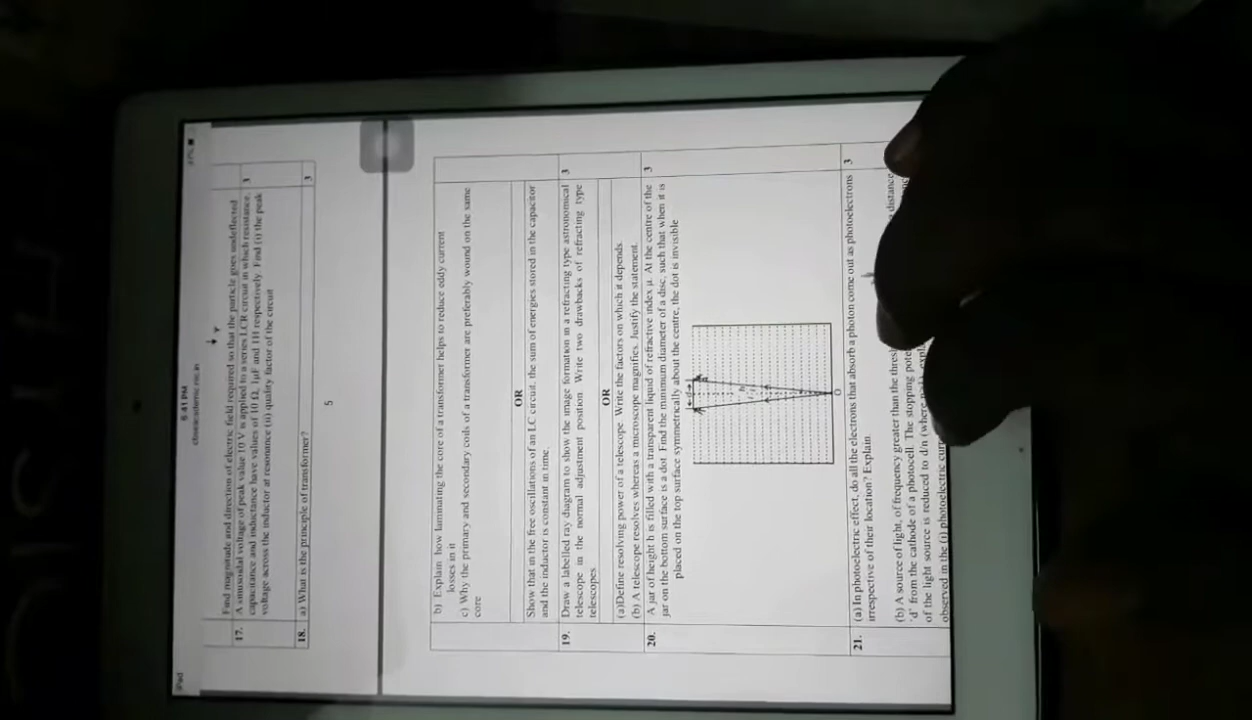 iPad
5:41 PM
Find magnitude and direction of electric field required so that the particle goes undeflected
17. A sinusoidal voltage of peak value 10 V is applied to a series LCR circuit in which resistance, 3
capacitance and inductance have values of 10 Ω, 1μF and 1H respectively. Find (i) the peak
voltage across the inductor at resonance (ii) quality factor of the circuit
18. a) What is the principle of transformer? 3
5
b) Explain how laminating the core of a transformer helps to reduce eddy current
losses in it
c) Why the primary and secondary coils of a transformer are preferably wound on the same
core
OR
Show that in the free oscillations of an LC circuit, the sum of energies stored in the capacitor
and the inductor is constant in time.
19. Draw a labelled ray diagram to show the image formation in a refracting type astronomical 3
telescope in the normal adjustment position. Write two drawbacks of refracting type
telescopes.
OR
(a)Define resolving power of a telescope. Write the factors on which it depends.
(b) A telescope resolves whereas a microscope magnifies. Justify the statement.
20. A jar of height h is filled with a transparent liquid of refractive index μ. At the centre of the 3
jar on the bottom surface is a dot. Find the minimum diameter of a disc, such that when it is
placed on the top surface symmetrically about the centre, the dot is invisible
d
h
O
21. (a) In photoelectric effect, do all the electrons that absorb a photon come out as photoelectrons 3
irrespective of their location? Explain.
(b) A source of light, of frequency greater than the a distance
'd' from the cathode of a photocell. The stopping
of the light source is reduced to d/n (where
observed in the (i) photoelectric